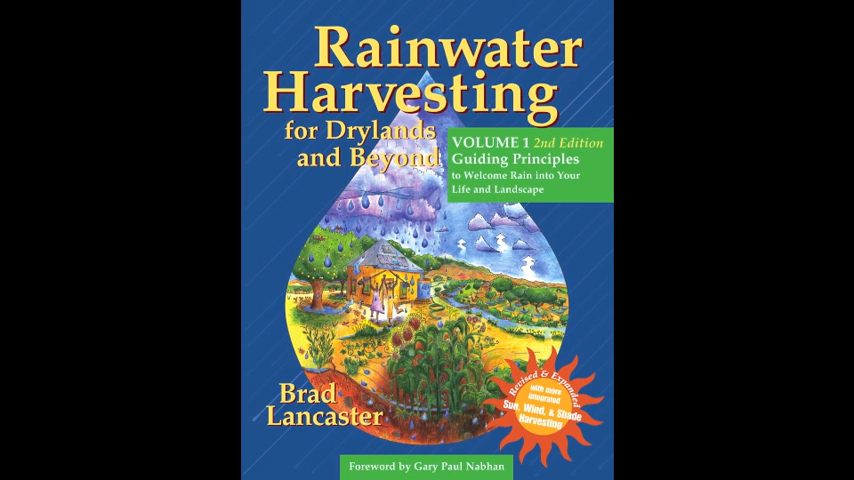 Rainwater
Harvesting
for Drylands
and Beyond
VOLUME 1 2nd Edition
Guiding Principles
to Welcome Rain into Your
Life and Landscape
Brad
Lancaster
Revised & Expanded
with more
integrated
Sun, Wind, & Shade
Harvesting
Foreword by Gary Paul Nabhan